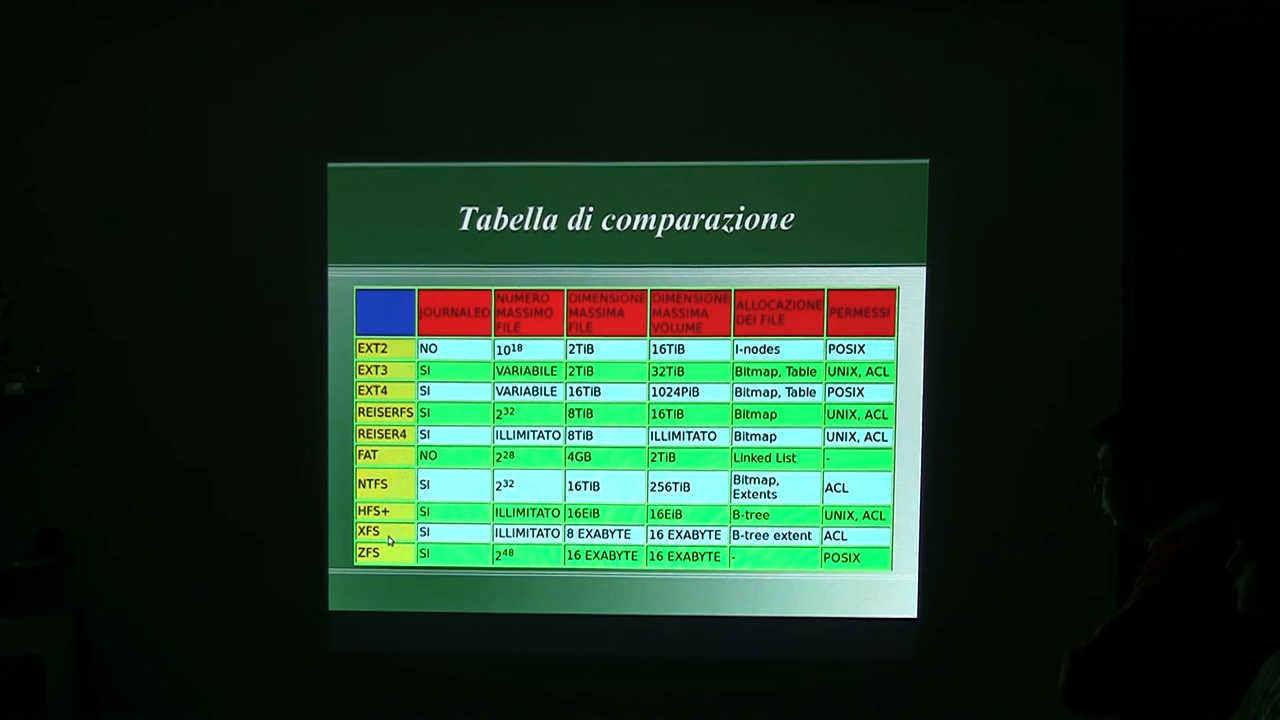 Tabella di comparazione
JOURNALED NUMERO MASSIMO FILE DIMENSIONE MASSIMA FILE DIMENSIONE MASSIMA VOLUME ALLOCAZIONE DEI FILE PERMESSI
EXT2 NO 10¹⁸ 2TiB 16TiB I-nodes POSIX
EXT3 SI VARIABILE 2TiB 32TiB Bitmap, Table UNIX, ACL
EXT4 SI VARIABILE 16TiB 1024PiB Bitmap, Table POSIX
REISERFS SI 2³² 8TiB 16TiB Bitmap UNIX, ACL
REISER4 SI ILLIMITATO 8TiB ILLIMITATO Bitmap UNIX, ACL
FAT NO 2²⁸ 4GB 2TiB Linked List -
NTFS SI 2³² 16TiB 256TiB Bitmap, Extents ACL
HFS+ SI ILLIMITATO 16EiB 16EiB B-tree UNIX, ACL
XFS SI ILLIMITATO 8 EXABYTE 16 EXABYTE B-tree extent ACL
ZFS SI 2⁴⁸ 16 EXABYTE 16 EXABYTE - POSIX